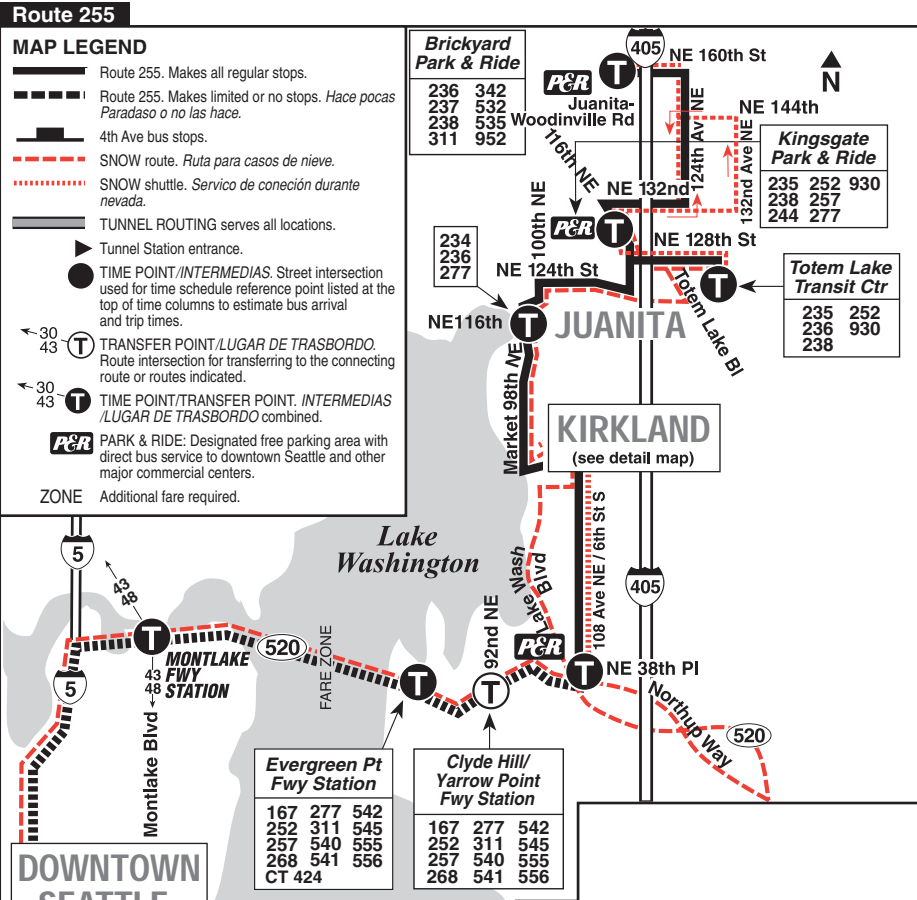 Route 255
MAP LEGEND
Route 255. Makes all regular stops.
Route 255. Makes limited or no stops. Hace pocas
Paradaso o no las hace.
4th Ave bus stops.
SNOW route. Ruta para casos de nieve.
SNOW shuttle. Servico de coneción durante
nevada.
TUNNEL ROUTING serves all locations.
Tunnel Station entrance.
TIME POINT/INTERMEDIAS. Street intersection
used for time schedule reference point listed at the
top of time columns to estimate bus arrival
and trip times.
30
43
T
TRANSFER POINT/LUGAR DE TRASBORDO.
Route intersection for transferring to the connecting
route or routes indicated.
30
43
T
TIME POINT/TRANSFER POINT. INTERMEDIAS
/LUGAR DE TRASBORDO combined.
P&R
PARK & RIDE: Designated free parking area with
direct bus service to downtown Seattle and other
major commercial centers.
ZONE Additional fare required.
Brickyard
Park & Ride
236 342
237 532
238 535
311 952
405
NE 160th St
N
P&R
T
Juanita-
Woodinville Rd
124th Av NE
NE 144th
132nd Ave NE
116th NE
Kingsgate
Park & Ride
235 252 930
238 257
244 277
NE 132nd
100th NE
P&R
T
NE 128th St
234
236
277
NE 124th St
Totem Lake Bl
T
Totem Lake
Transit Ctr
235 252
236 930
238
NE116th
T
JUANITA
Market 98th NE
KIRKLAND
(see detail map)
Lake
Washington
Lake Wash
Blvd
108 Ave NE / 6th St S
405
5
43
48
T
MONTLAKE
FWY
STATION
43
48
520
FARE ZONE
T
92nd NE
T
P&R
T
NE 38th Pl
Northup Way
520
5
Montlake Blvd
Evergreen Pt
Fwy Station
167 277 542
252 311 545
257 540 555
268 541 556
CT 424
Clyde Hill/
Yarrow Point
Fwy Station
167 277 542
252 311 545
257 540 555
268 541 556
DOWNTOWN
SEATTLE